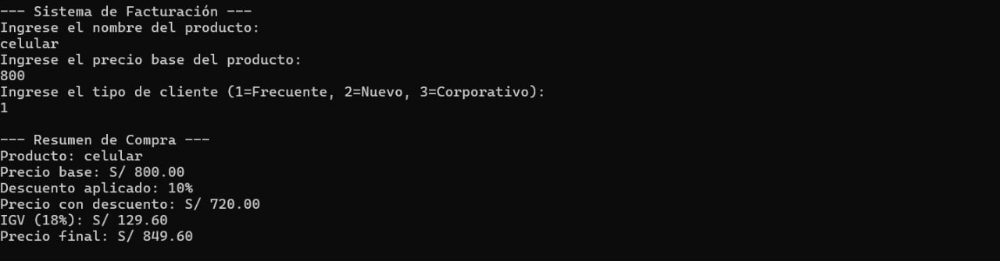 --- Sistema de Facturación ---
Ingrese el nombre del producto:
celular
Ingrese el precio base del producto:
800
Ingrese el tipo de cliente (1=Frecuente, 2=Nuevo, 3=Corporativo):
1
--- Resumen de Compra ---
Producto: celular
Precio base: S/ 800.00
Descuento aplicado: 10%
Precio con descuento: S/ 720.00
IGV (18%): S/ 129.60
Precio final: S/ 849.60